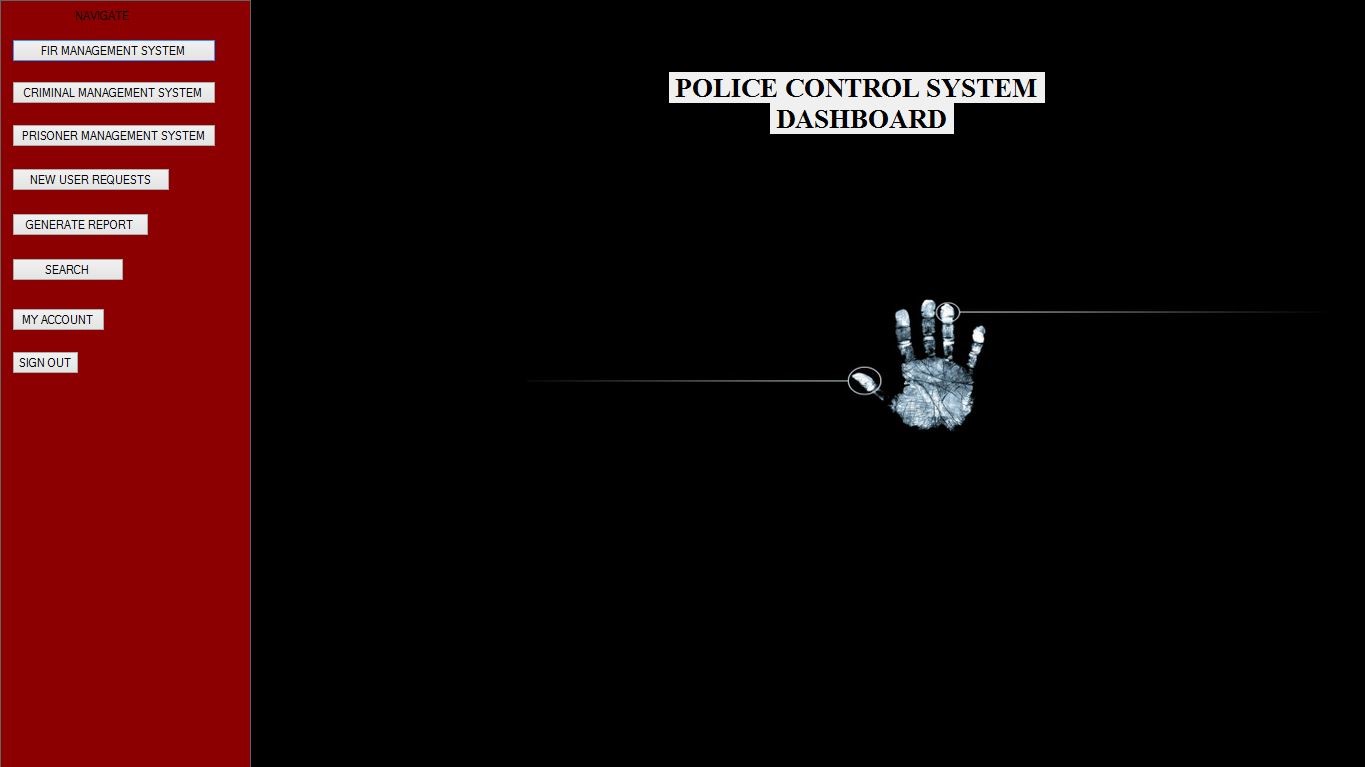 NAVIGATE
FIR MANAGEMENT SYSTEM
CRIMINAL MANAGEMENT SYSTEM
PRISONER MANAGEMENT SYSTEM
NEW USER REQUESTS
GENERATE REPORT
SEARCH
MY ACCOUNT
SIGN OUT
POLICE CONTROL SYSTEM
DASHBOARD